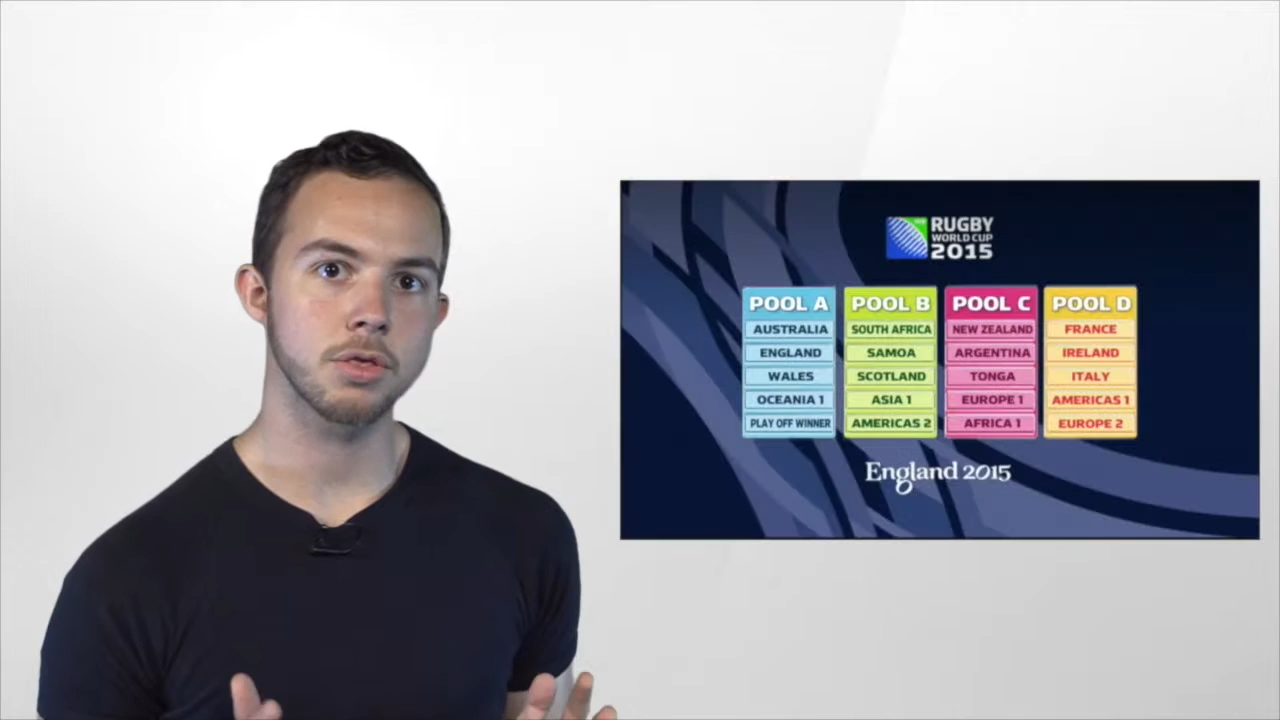 RUGBY
WORLD CUP
2015
POOL A
AUSTRALIA
ENGLAND
WALES
OCEANIA 1
PLAY OFF WINNER
POOL B
SOUTH AFRICA
SAMOA
SCOTLAND
ASIA 1
AMERICAS 2
POOL C
NEW ZEALAND
ARGENTINA
TONGA
EUROPE 1
AFRICA 1
POOL D
FRANCE
IRELAND
ITALY
AMERICAS 1
EUROPE 2
England 2015